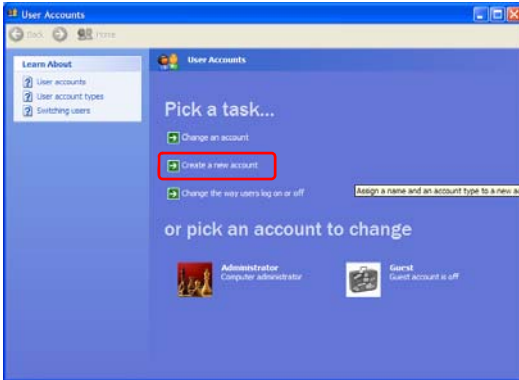 User Accounts
Back Home
Learn About
User accounts
User account types
Switching users
User Accounts
Pick a task...
Change an account
Create a new account
Change the way users log on or off
Assign a name and an account type to a new a
or pick an account to change
Administrator
Computer administrator
Guest
Guest account is off